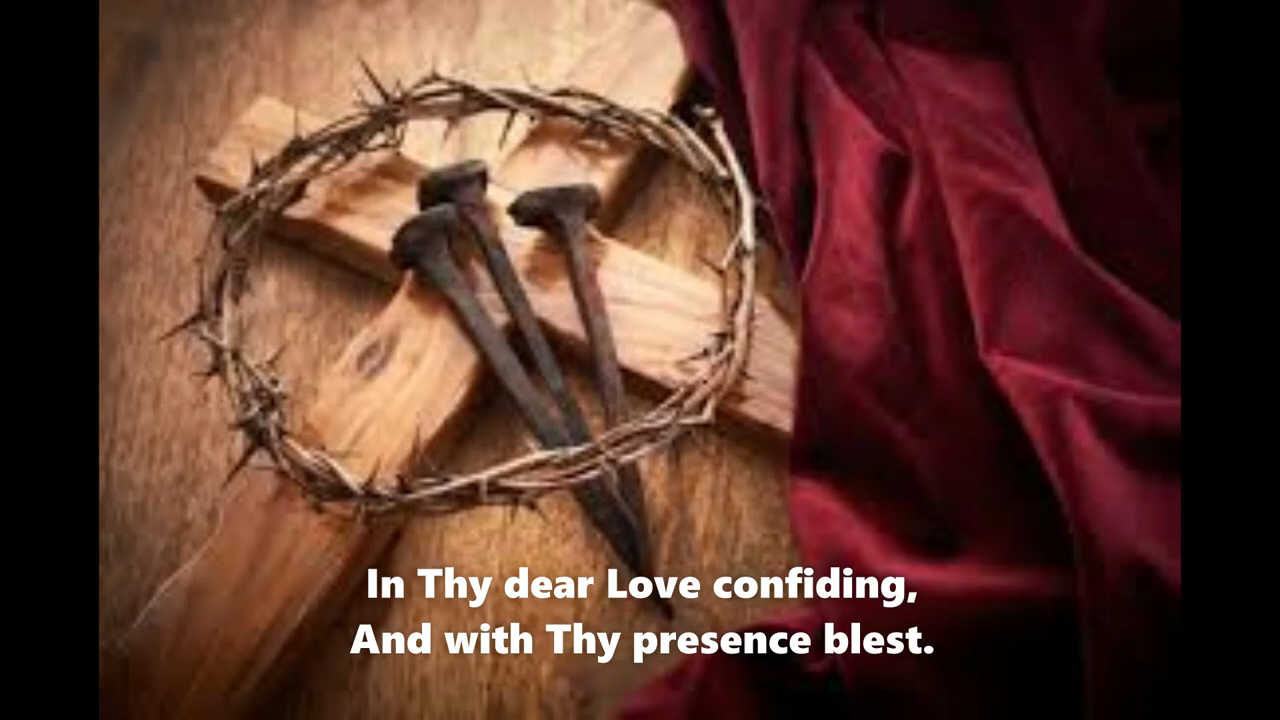 In Thy dear Love confiding,
And with Thy presence blest.